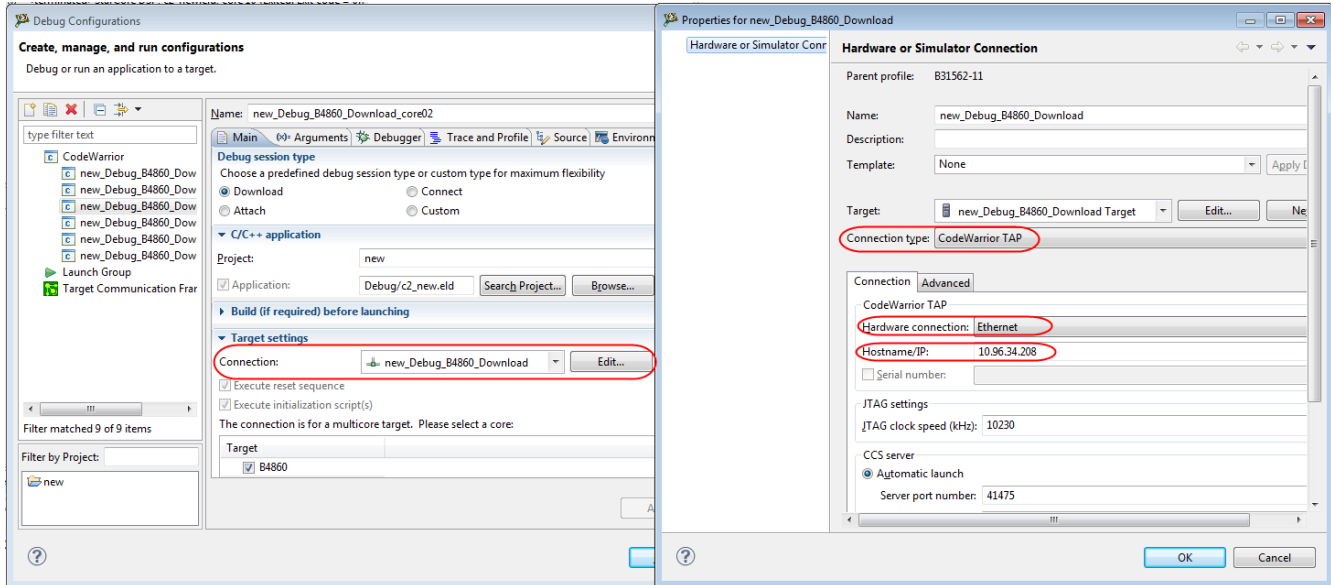 Debug Configurations
Create, manage, and run configurations
Debug or run an application to a target.
type filter text
CodeWarrior
new_Debug_B4860_Dow
new_Debug_B4860_Dow
new_Debug_B4860_Dow
new_Debug_B4860_Dow
new_Debug_B4860_Dow
new_Debug_B4860_Dow
Launch Group
Target Communication Fran
Filter matched 9 of 9 items
Filter by Project:
new
Name: new_Debug_B4860_Download_core02
Main (x)= Arguments Debugger Trace and Profile Source Environn
Debug session type
Choose a predefined debug session type or custom type for maximum flexibility
Download Connect
Attach Custom
C/C++ application
Project: new
Application: Debug/c2_new.eld Search Project... Browse...
Build (if required) before launching
Target settings
Connection: new_Debug_B4860_Download Edit...
Execute reset sequence
Execute initialization script(s)
The connection is for a multicore target. Please select a core:
Target
B4860
A
Properties for new_Debug_B4860_Download
Hardware or Simulator Conr
Hardware or Simulator Connection
Parent profile: B31562-11
Name: new_Debug_B4860_Download
Description:
Template: None Apply D
Target: new_Debug_B4860_Download Target Edit... Ne
Connection type: CodeWarrior TAP
Connection Advanced
CodeWarrior TAP
Hardware connection: Ethernet
Hostname/IP: 10.96.34.208
Serial number:
JTAG settings
JTAG clock speed (kHz): 10230
CCS server
Automatic launch
Server port number: 41475
OK Cancel